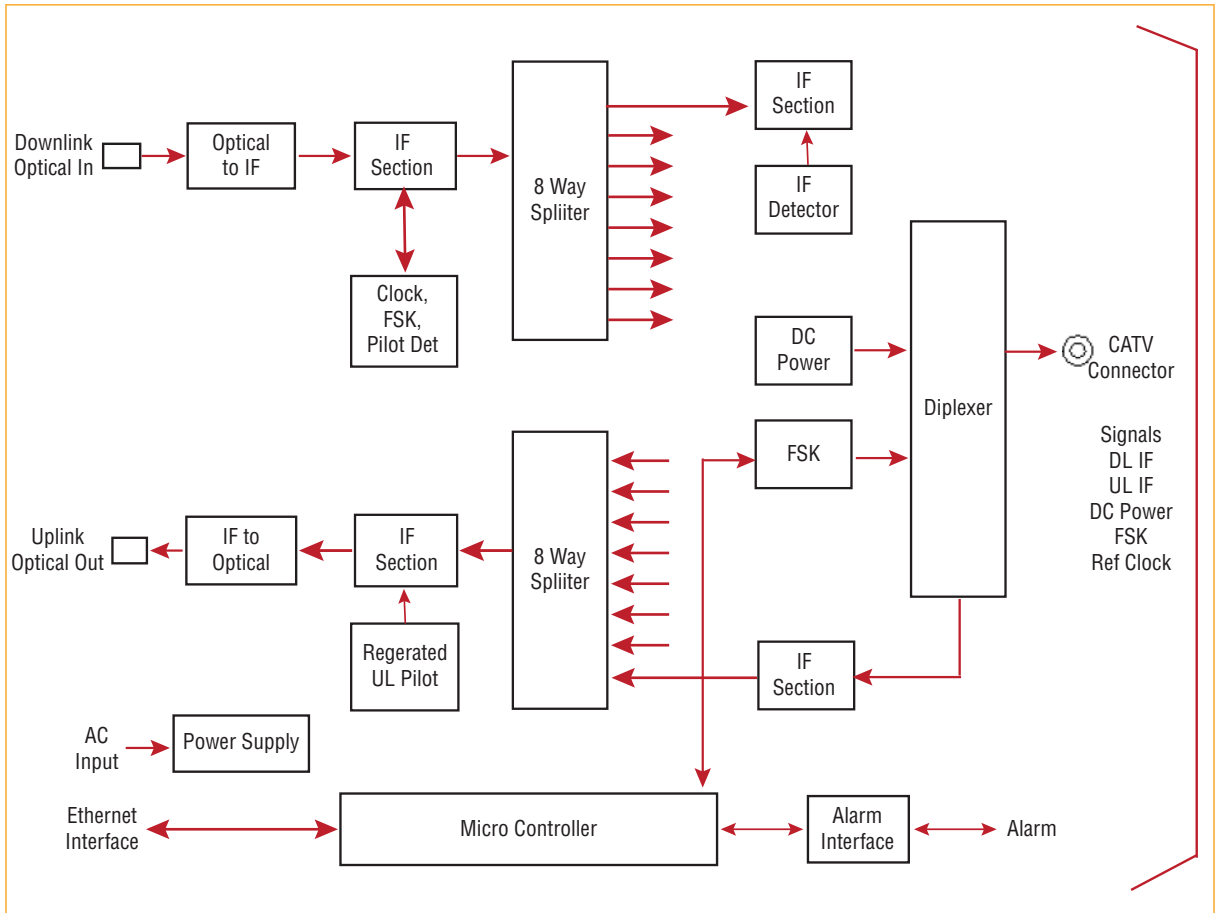 Downlink
Optical In
Optical
to IF
IF
Section
Clock,
FSK,
Pilot Det
8 Way
Spliiter
IF
Section
IF
Detector
DC
Power
FSK
Diplexer
CATV
Connector
Signals
DL IF
UL IF
DC Power
FSK
Ref Clock
Uplink
Optical Out
IF to
Optical
IF
Section
Regerated
UL Pilot
8 Way
Spliiter
IF
Section
AC
Input
Power Supply
Ethernet
Interface
Micro Controller
Alarm
Interface
Alarm